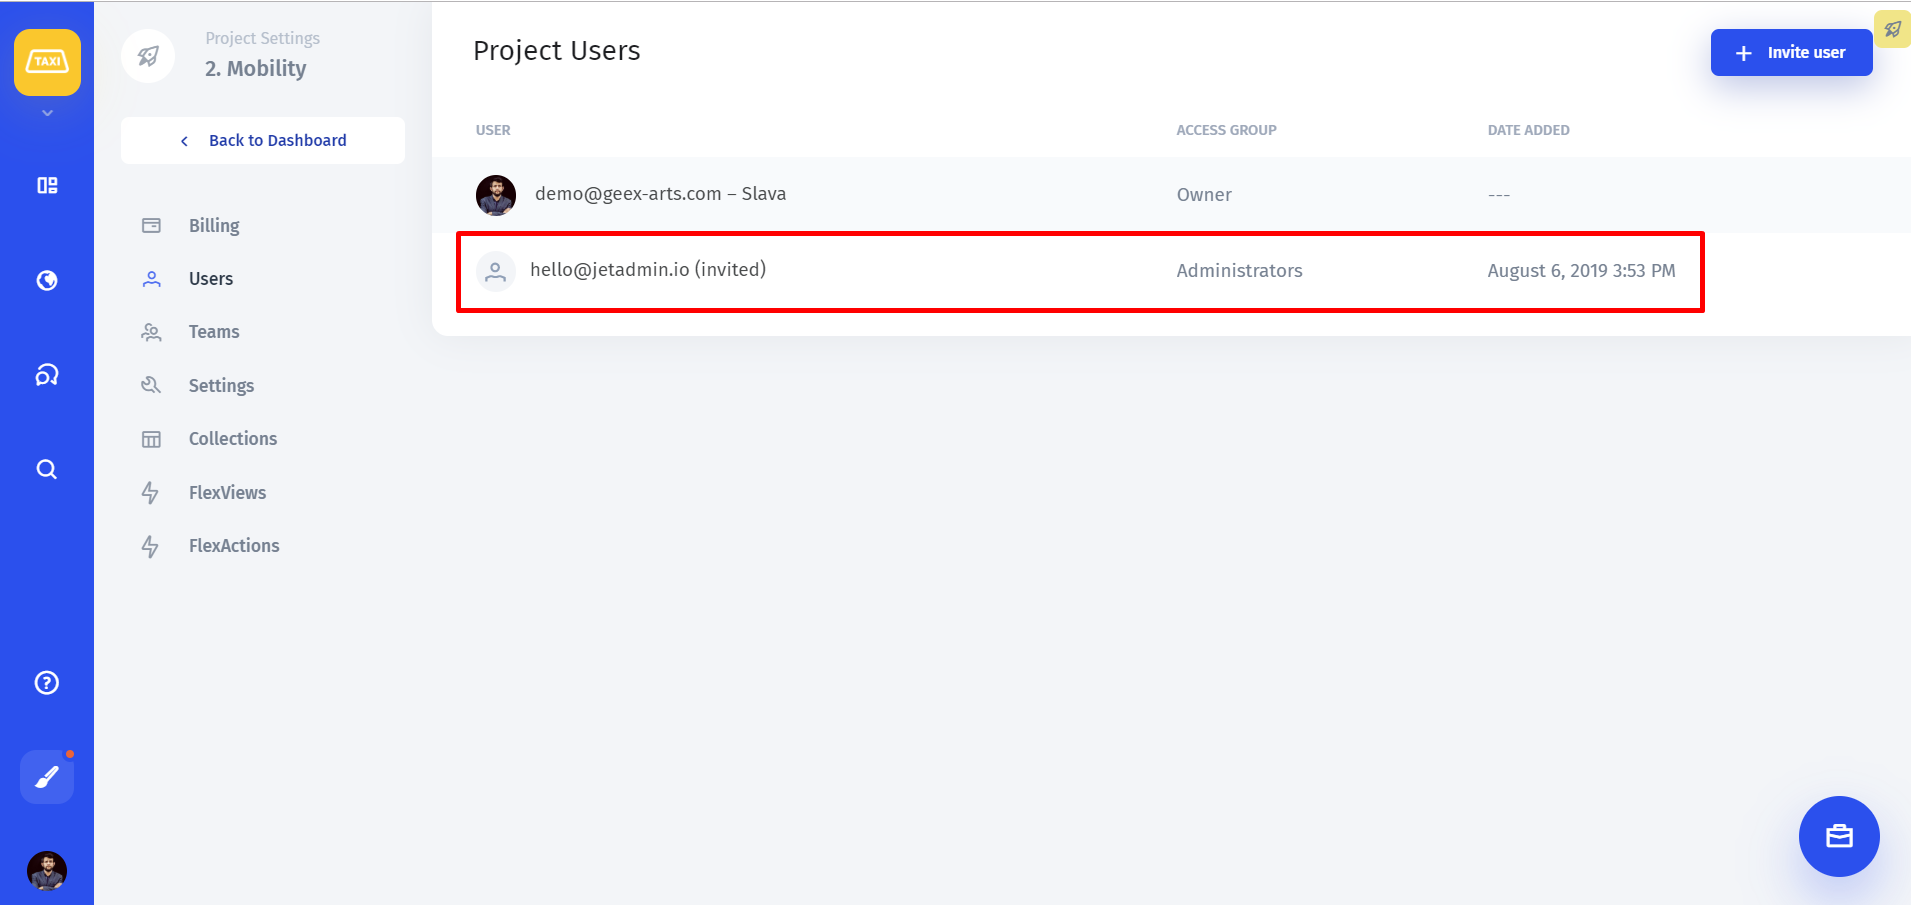 TAXI
Project Settings
2. Mobility
Back to Dashboard
Billing
Users
Teams
Settings
Collections
FlexViews
FlexActions
Project Users
Invite user
USER ACCESS GROUP DATE ADDED
demo@geex-arts.com – Slava Owner ---
hello@jetadmin.io (invited) Administrators August 6, 2019 3:53 PM